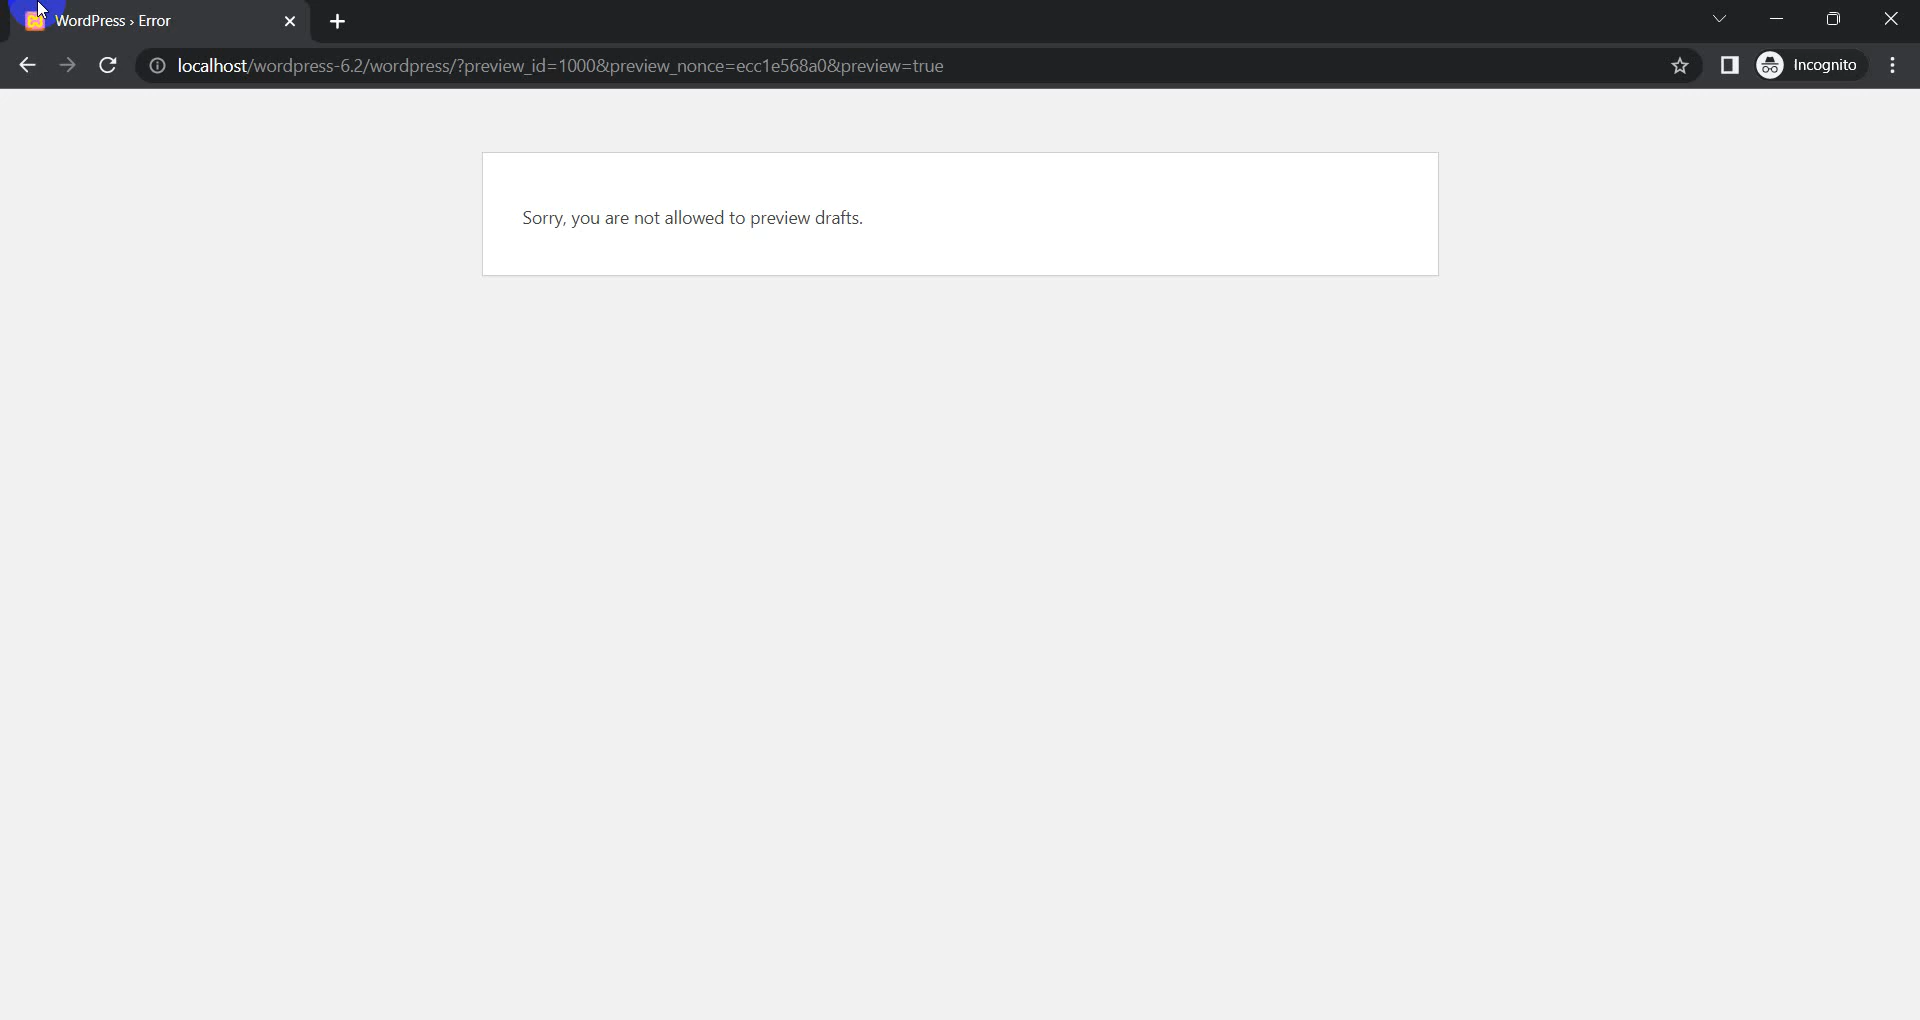 WordPress › Error
localhost/wordpress-6.2/wordpress/?preview_id=1000&preview_nonce=ecc1e568a0&preview=true
Incognito
Sorry, you are not allowed to preview drafts.